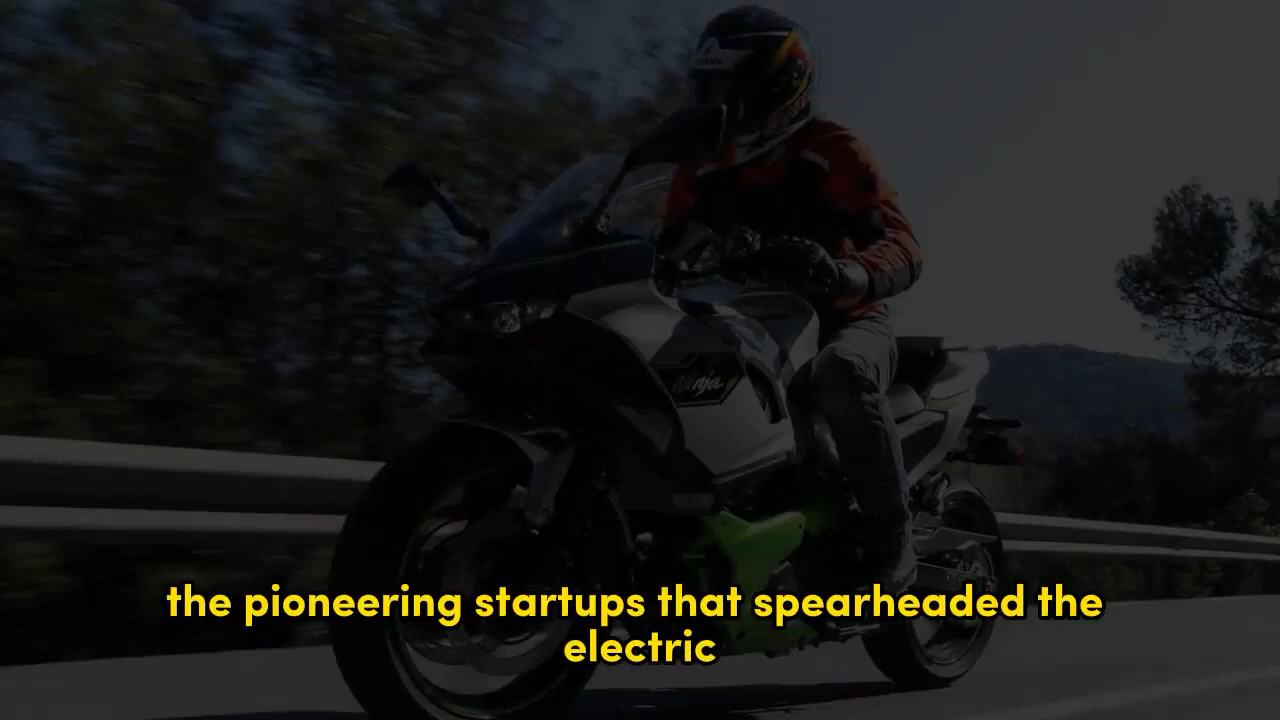 Ninja
the pioneering startups that spearheaded the
electric